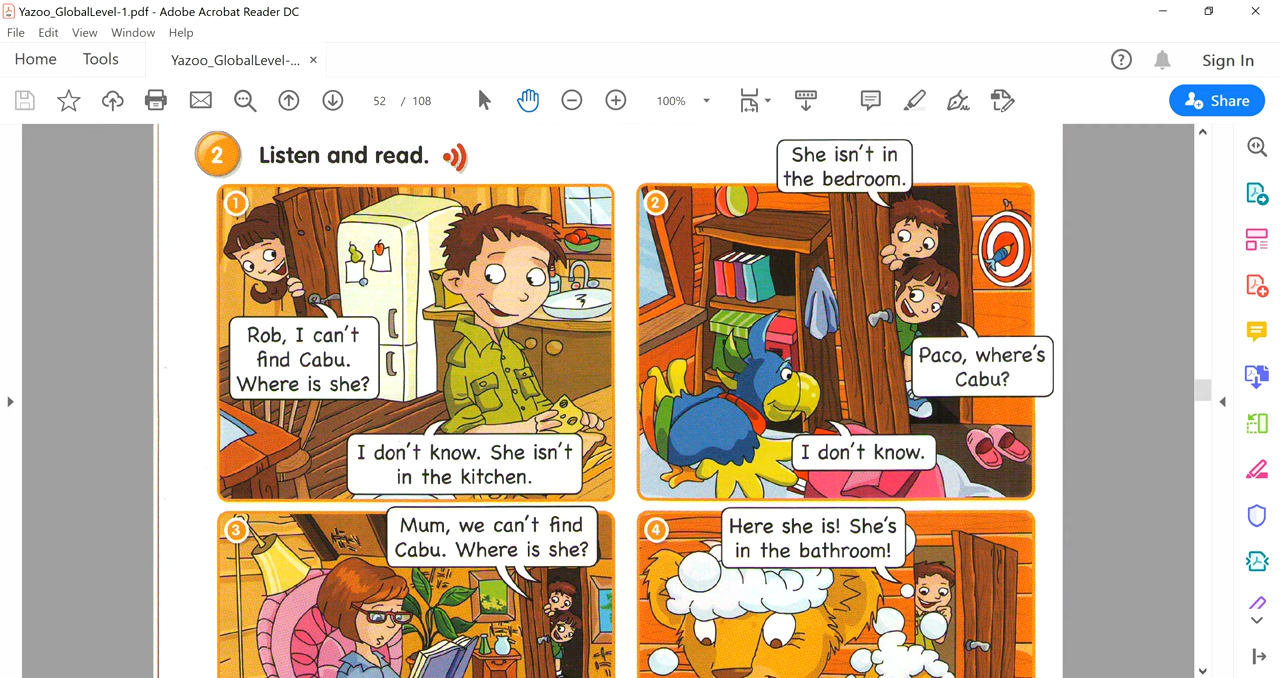 Yazoo_GlobalLevel-1.pdf - Adobe Acrobat Reader DC
File Edit View Window Help
Home Tools Yazoo_GlobalLevel-... × Sign In
52 / 108 100% Share
2 Listen and read.
1
Rob, I can't
find Cabu.
Where is she?
I don't know. She isn't
in the kitchen.
2
She isn't in
the bedroom.
Paco, where's
Cabu?
I don't know.
3
Mum, we can't find
Cabu. Where is she?
4
Here she is! She's
in the bathroom!